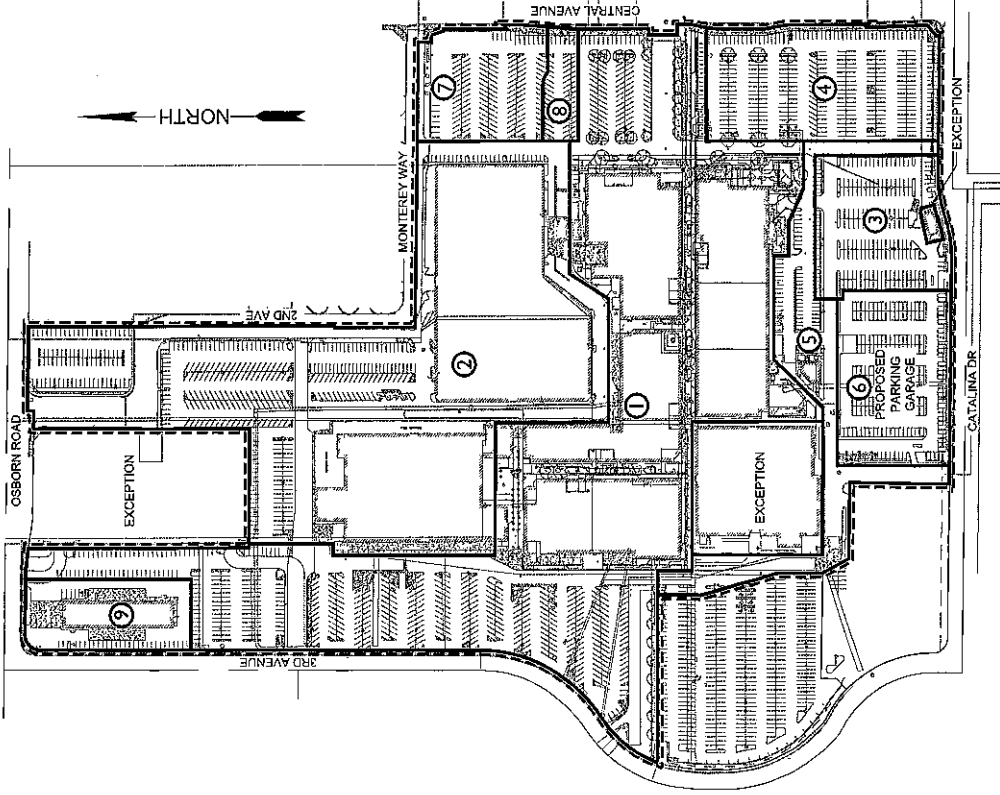 CENTRAL AVENUE
NORTH
7
8
4
EXCEPTION
MONTEREY WAY
3
2ND AVE
2
5
6
PROPOSED
PARKING
GARAGE
1
CATALINA DR
OSBORN ROAD
EXCEPTION
EXCEPTION
9
3RD AVENUE